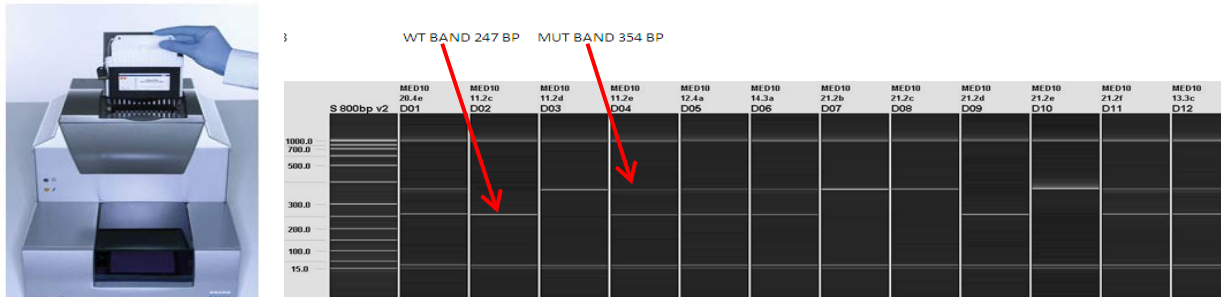 3
WT BAND 247 BP MUT BAND 354 BP
MED10 MED10 MED10 MED10 MED10 MED10 MED10 MED10 MED10 MED10 MED10 MED10
20.4e 11.2c 11.2d 11.2e 12.4a 14.3a 21.2b 21.2c 21.2d 21.2e 21.2f 13.3c
S 800bp v2 D01 D02 D03 D04 D05 D06 D07 D08 D09 D10 D11 D12
1000.0
700.0
500.0
300.0
200.0
100.0
15.0